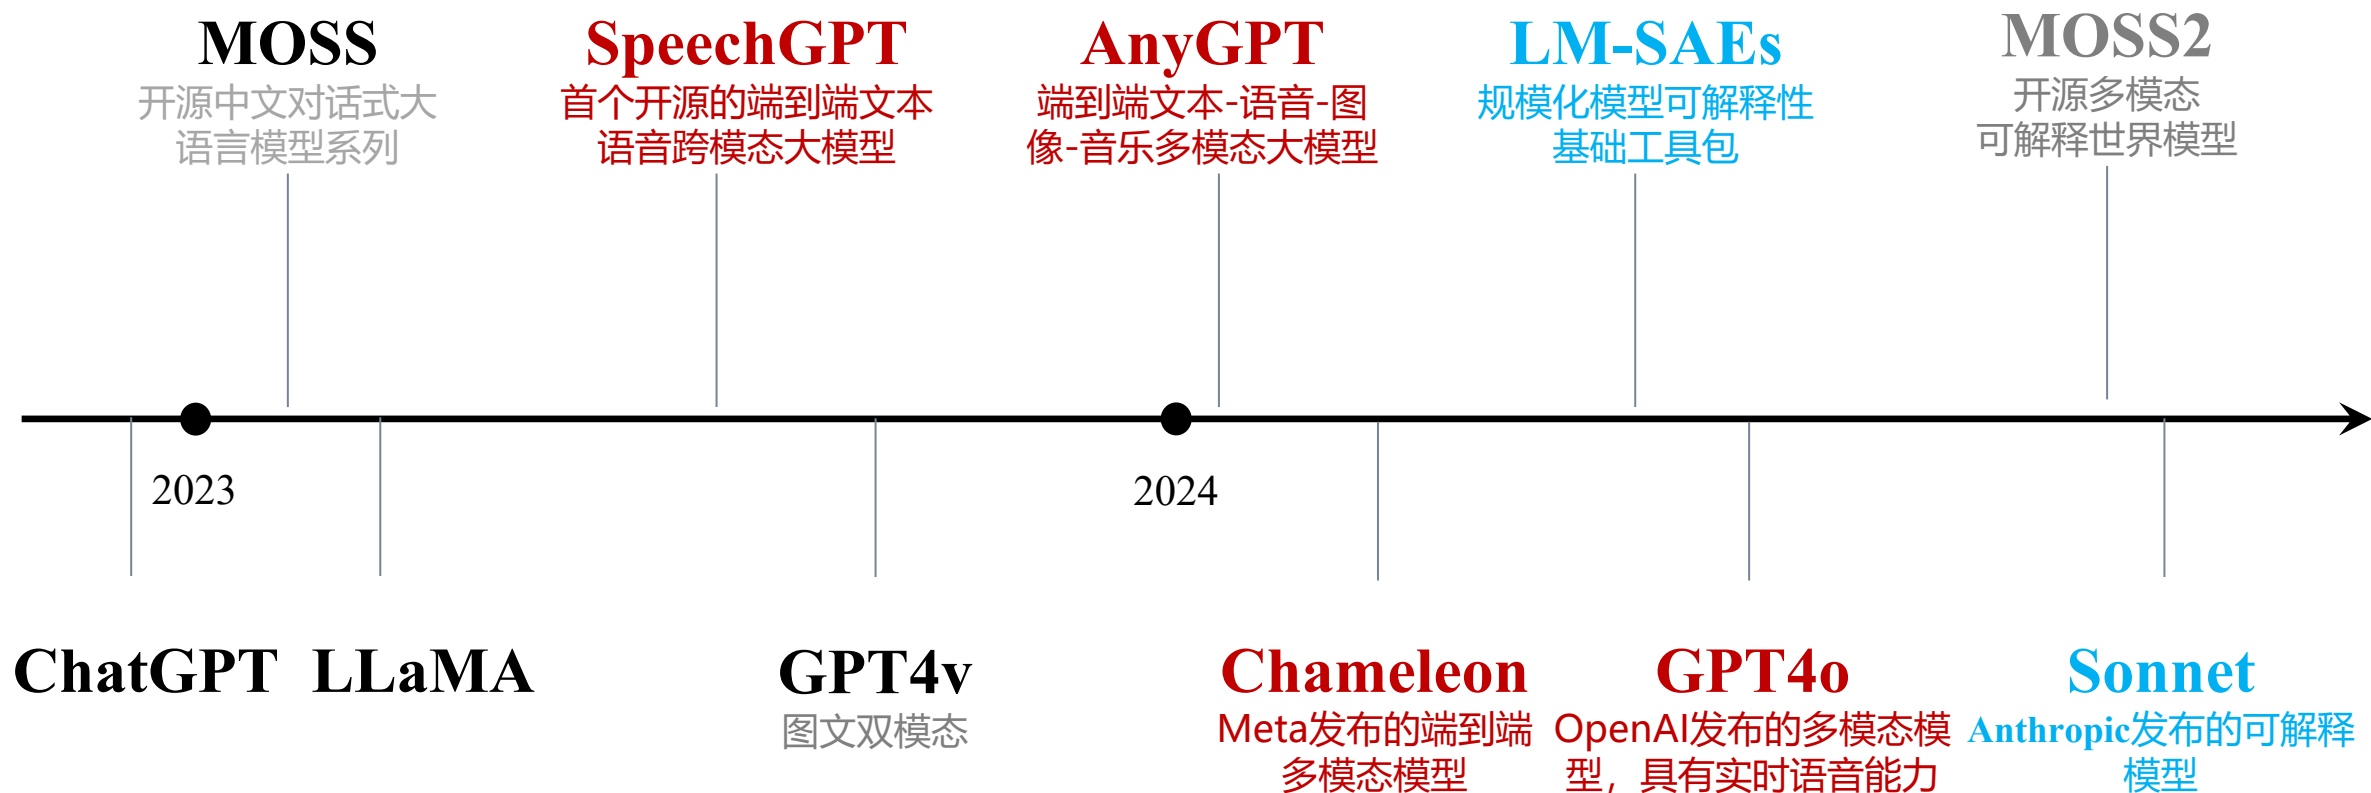 MOSS
开源中文对话式大
语言模型系列
SpeechGPT
首个开源的端到端文本
语音跨模态大模型
AnyGPT
端到端文本-语音-图
像-音乐多模态大模型
LM-SAEs
规模化模型可解释性
基础工具包
MOSS2
开源多模态
可解释世界模型
2023
2024
ChatGPT
LLaMA
GPT4v
图文双模态
Chameleon
Meta发布的端到端
多模态模型
GPT4o
OpenAI发布的多模态模
型，具有实时语音能力
Sonnet
Anthropic发布的可解释
模型